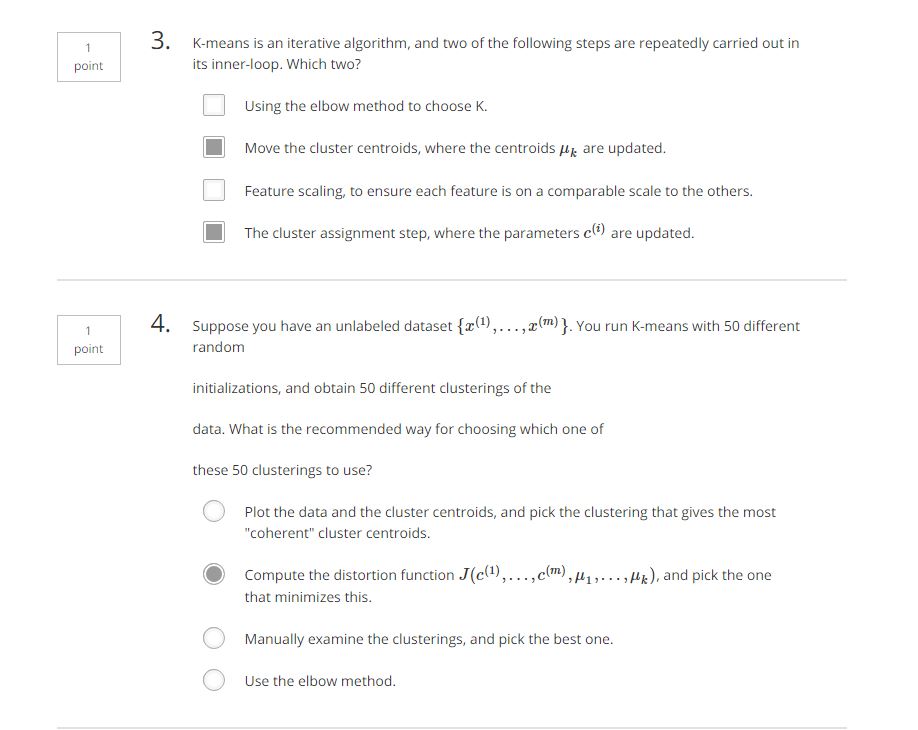 1
point
3.
K-means is an iterative algorithm, and two of the following steps are repeatedly carried out in
its inner-loop. Which two?
Using the elbow method to choose K.
Move the cluster centroids, where the centroids μₖ are updated.
Feature scaling, to ensure each feature is on a comparable scale to the others.
The cluster assignment step, where the parameters c⁽ⁱ⁾ are updated.
1
point
4.
Suppose you have an unlabeled dataset {x⁽¹⁾,...,x⁽ᵐ⁾}. You run K-means with 50 different
random
initializations, and obtain 50 different clusterings of the
data. What is the recommended way for choosing which one of
these 50 clusterings to use?
Plot the data and the cluster centroids, and pick the clustering that gives the most
"coherent" cluster centroids.
Compute the distortion function J(c⁽¹⁾,...,c⁽ᵐ⁾,μ₁,...,μₖ), and pick the one
that minimizes this.
Manually examine the clusterings, and pick the best one.
Use the elbow method.